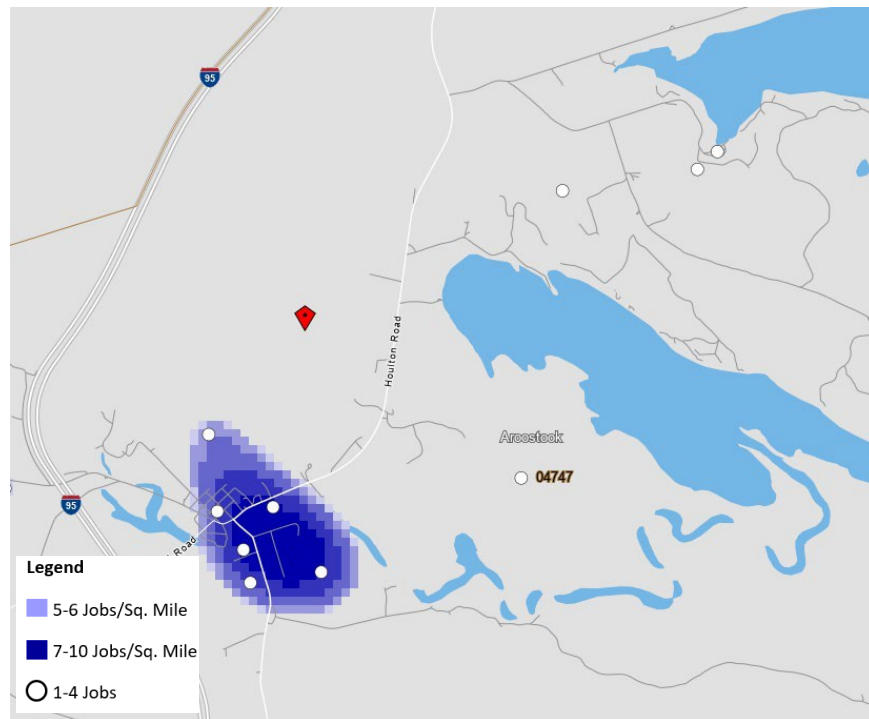 95
Houlton Road
Aroostook
04747
95
Road
Legend
5-6 Jobs/Sq. Mile
7-10 Jobs/Sq. Mile
1-4 Jobs